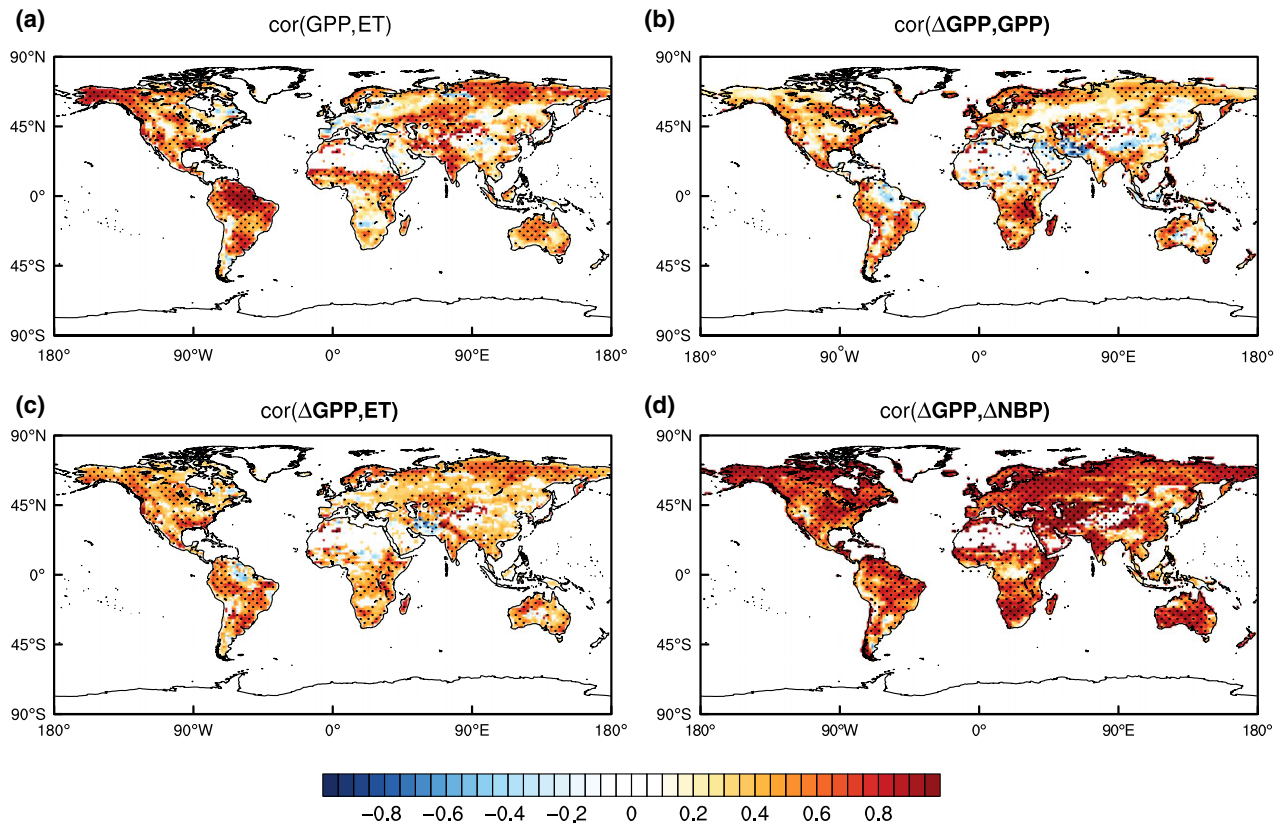 (a) cor(GPP,ET)
90°N
45°N
0°
45°S
90°S
180° 90°W 0° 90°E 180°
(b) cor(ΔGPP,GPP)
90°N
45°N
0°
45°S
90°S
180° 90°W 0° 90°E 180°
(c) cor(ΔGPP,ET)
90°N
45°N
0°
45°S
90°S
180° 90°W 0° 90°E 180°
(d) cor(ΔGPP,ΔNBP)
90°N
45°N
0°
45°S
90°S
180° 90°W 0° 90°E 180°
−0.8 −0.6 −0.4 −0.2 0 0.2 0.4 0.6 0.8